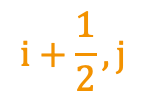 i + 1/2, j